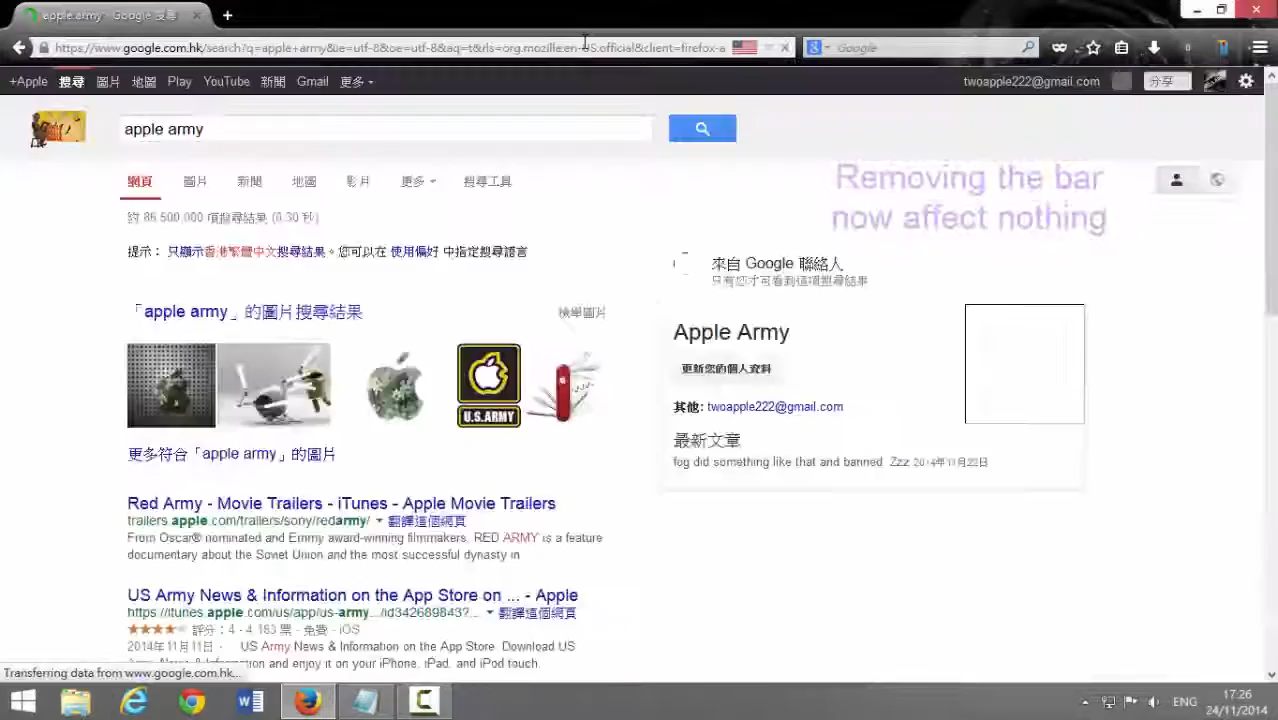 apple army - Google 搜尋
https://www.google.com.hk/search?q=apple+army&ie=utf-8&oe=utf-8&aq=t&rls=org.mozilla:en-US:official&client=firefox-a
Google
+Apple 搜尋 圖片 地圖 Play YouTube 新聞 Gmail 更多
twoapple222@gmail.com 分享
apple army
Removing the bar
now affect nothing
網頁 圖片 新聞 地圖 影片 更多 搜尋工具
約 86,500,000 項搜尋結果 (0.30 秒)
提示： 只顯示香港繁體中文搜尋結果。您可以在 使用偏好 中指定搜尋語言
「apple army」的圖片搜尋結果 檢舉圖片
U.S.ARMY
更多符合「apple army」的圖片
Red Army - Movie Trailers - iTunes - Apple Movie Trailers
trailers.apple.com/trailers/sony/redarmy/ 翻譯這個網頁
From Oscar® nominated and Emmy award-winning filmmakers, RED ARMY is a feature
documentary about the Soviet Union and the most successful dynasty in
US Army News & Information on the App Store on ... - Apple
https://itunes.apple.com/us/app/us-army.../id342689843?... 翻譯這個網頁
評分：4 - 4,183 票 - 免費 - iOS
2014年11月11日 - US Army News & Information on the App Store. Download US
Army News & Information and enjoy it on your iPhone, iPad, and iPod touch.
來自 Google 聯絡人
只有您才可看到這項搜尋結果
Apple Army
更新您的個人資料
其他: twoapple222@gmail.com
最新文章
fog did something like that and banned Zzz 2014年11月22日
Transferring data from www.google.com.hk...
ENG
17:26
24/11/2014